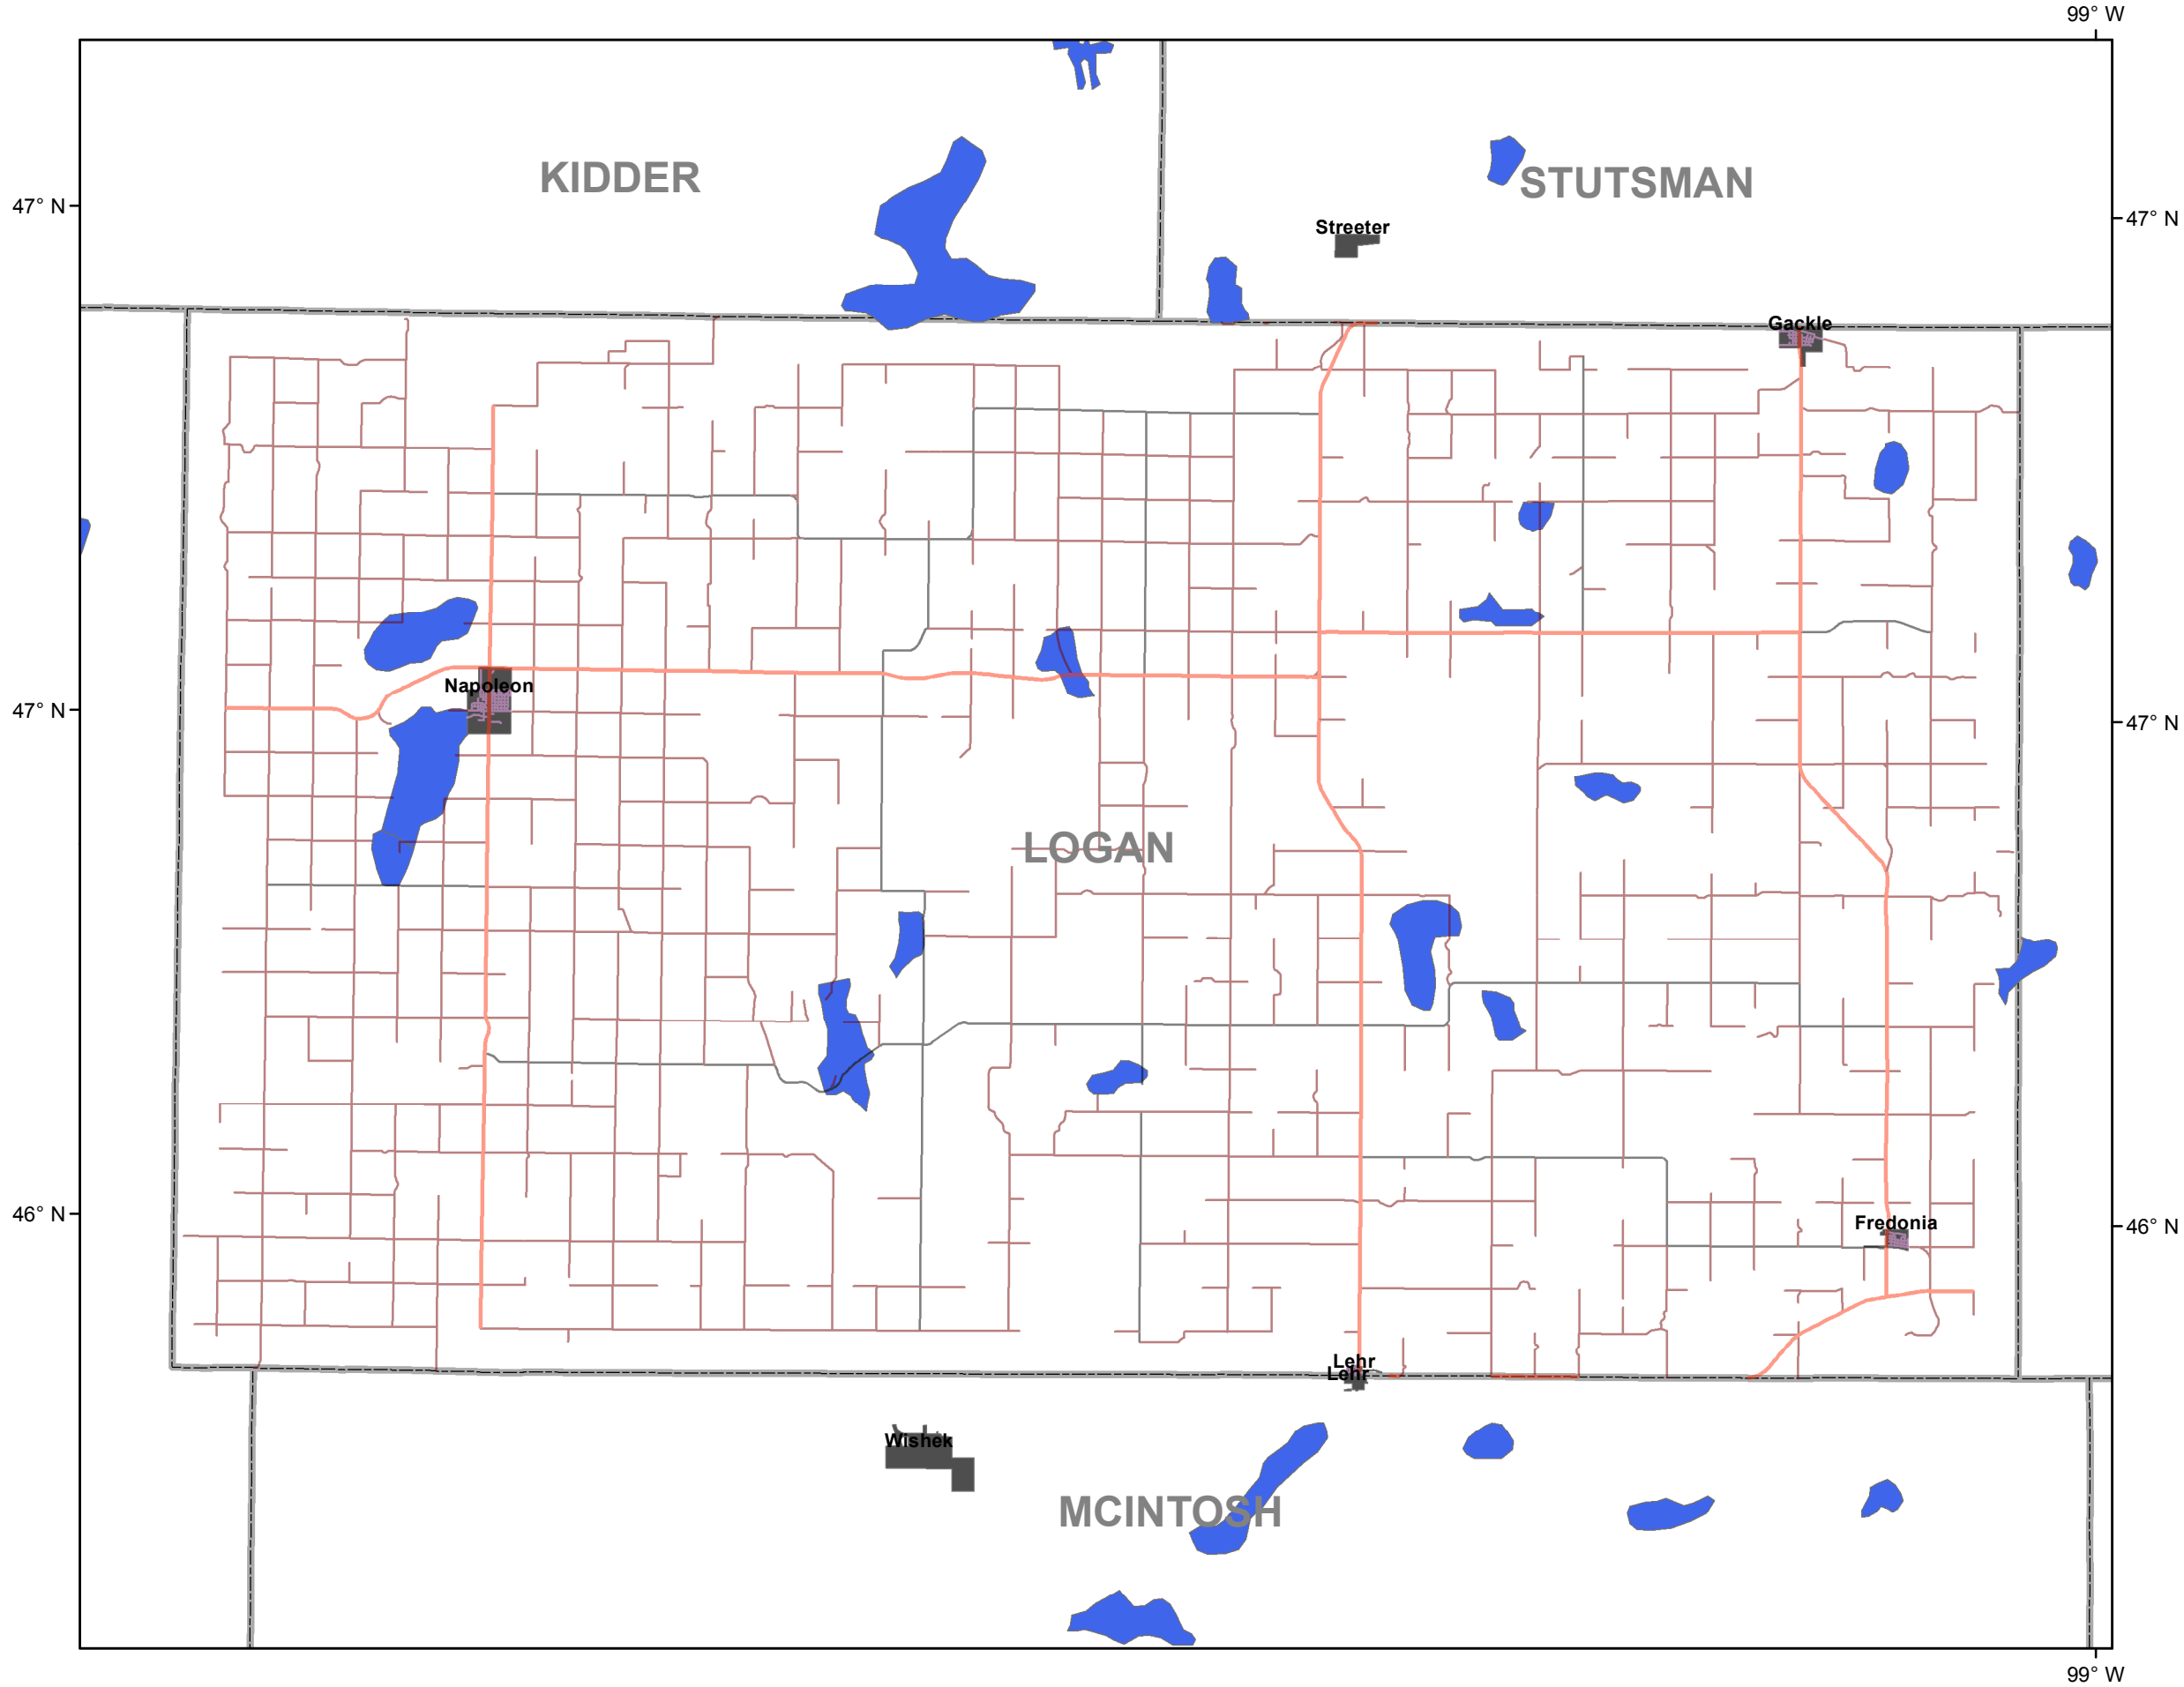 99° W
KIDDER
STUTSMAN
47° N
47° N
Streeter
Gackle
Napoleon
47° N
47° N
LOGAN
46° N
46° N
Fredonia
Lehr
Lehr
Wishek
MCINTOSH
99° W